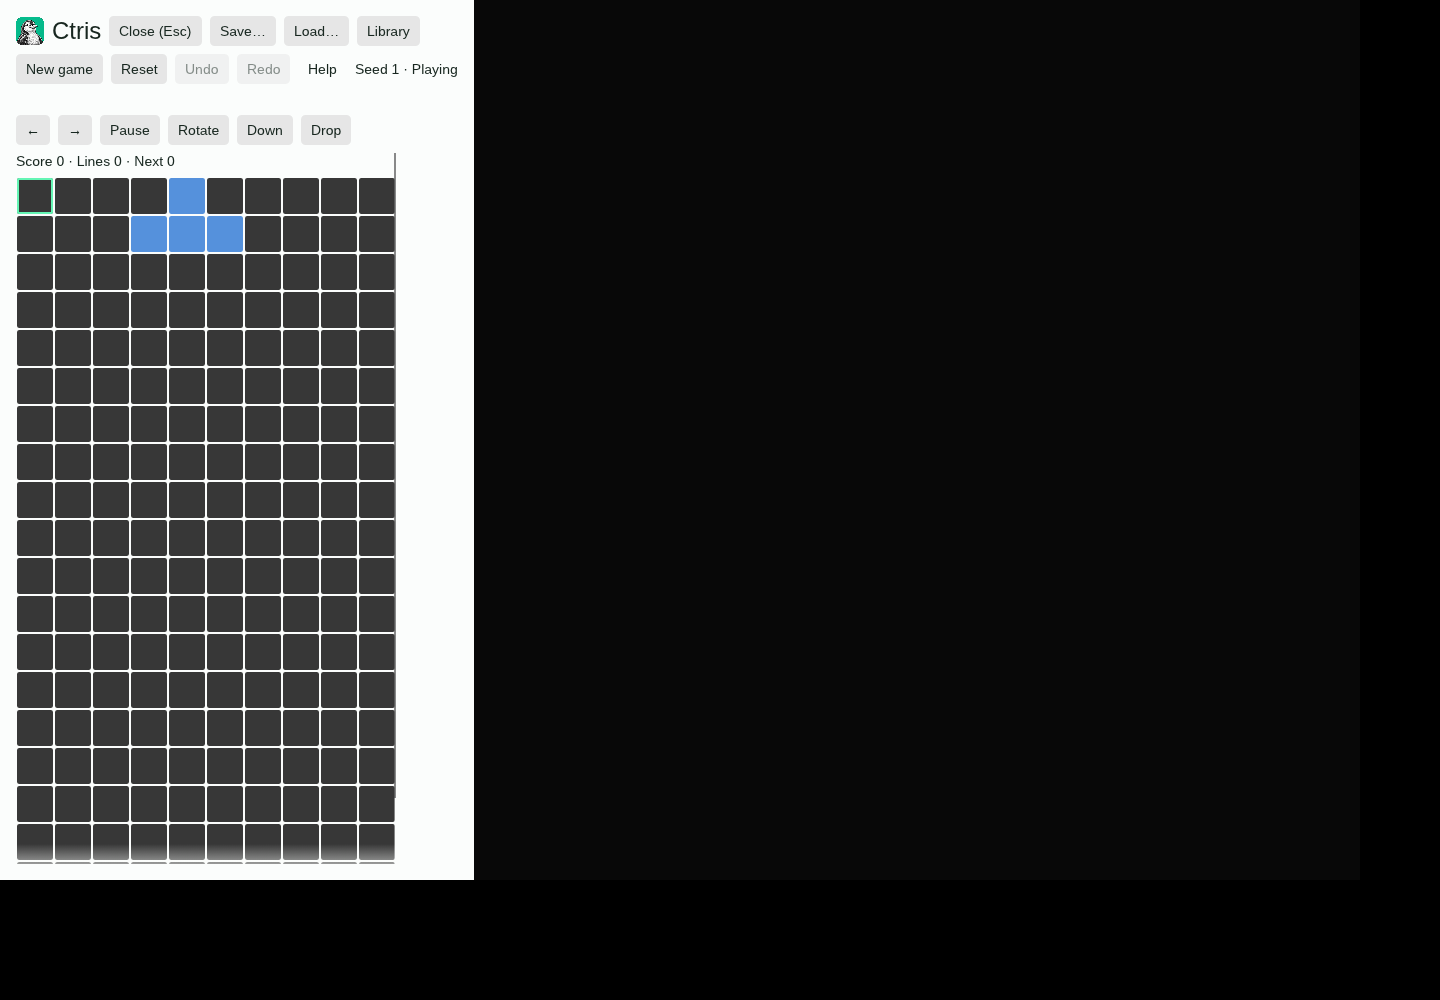 Ctris Close (Esc) Save… Load… Library
New game Reset Undo Redo Help Seed 1 · Playing
← → Pause Rotate Down Drop
Score 0 · Lines 0 · Next 0